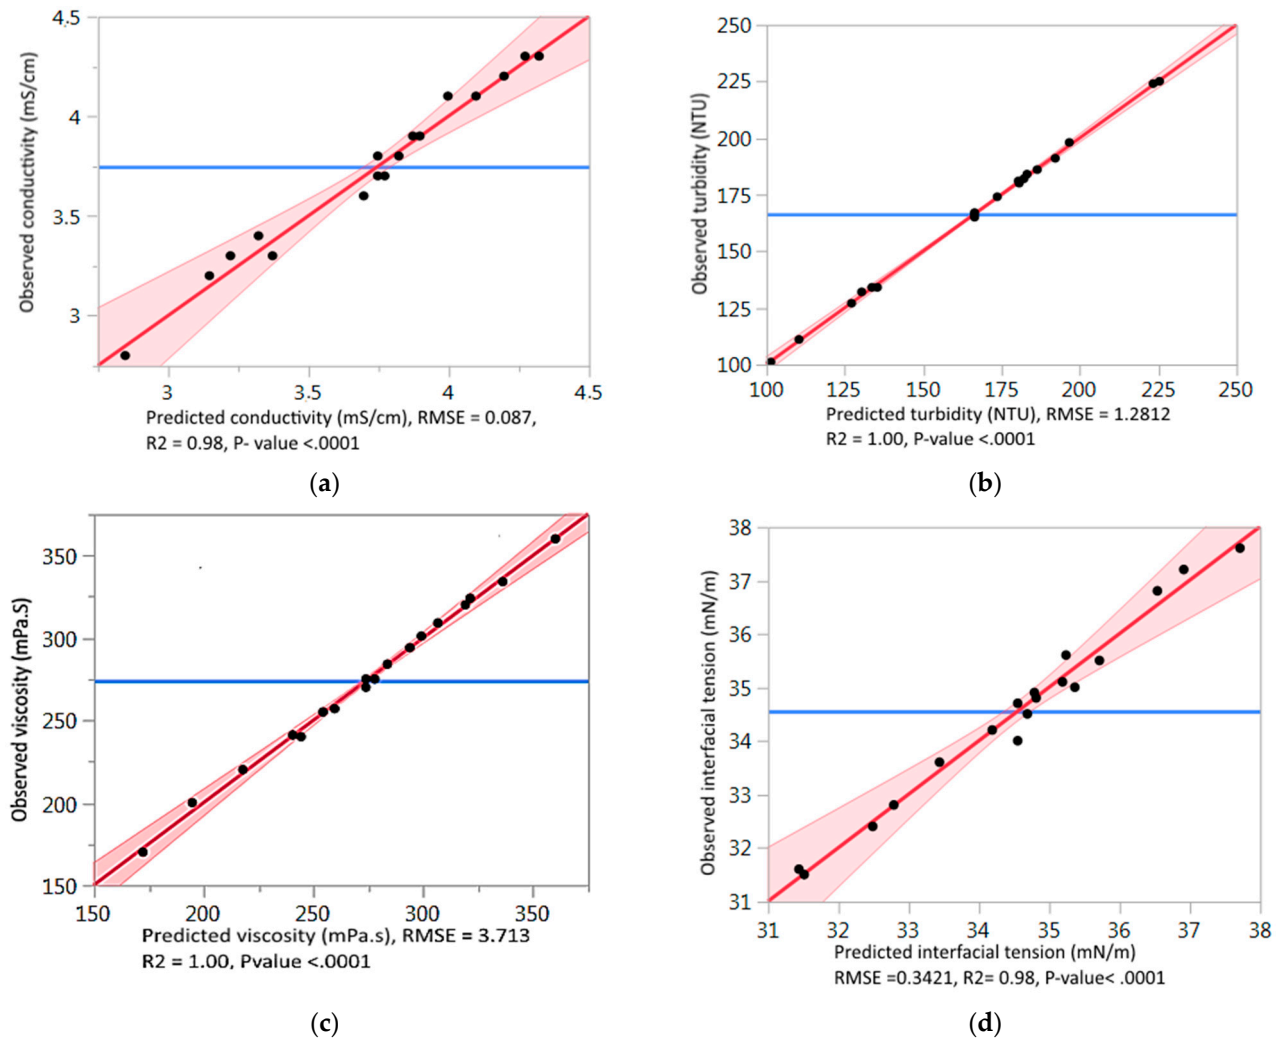 4.5
4
3.5
3
Observed conductivity (mS/cm)
3 3.5 4 4.5
Predicted conductivity (mS/cm), RMSE = 0.087,
R2 = 0.98, P- value <.0001
(a)
250
225
200
175
150
125
100
Observed turbidity (NTU)
100 125 150 175 200 225 250
Predicted turbidity (NTU), RMSE = 1.2812
R2 = 1.00, P-value <.0001
(b)
350
300
250
200
150
Observed viscosity (mPa.S)
150 200 250 300 350
Predicted viscosity (mPa.s), RMSE = 3.713
R2 = 1.00, Pvalue <.0001
(c)
38
37
36
35
34
33
32
31
Observed interfacial tension (mN/m)
31 32 33 34 35 36 37 38
Predicted interfacial tension (mN/m)
RMSE =0.3421, R2= 0.98, P-value< .0001
(d)